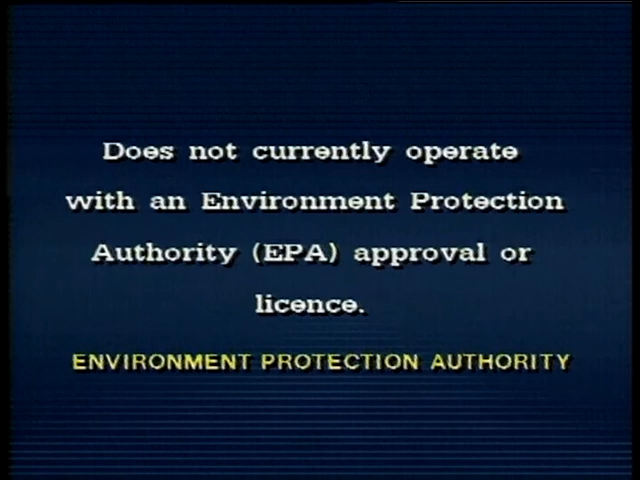 Does not currently operate
with an Environment Protection
Authority (EPA) approval or
licence.
ENVIRONMENT PROTECTION AUTHORITY